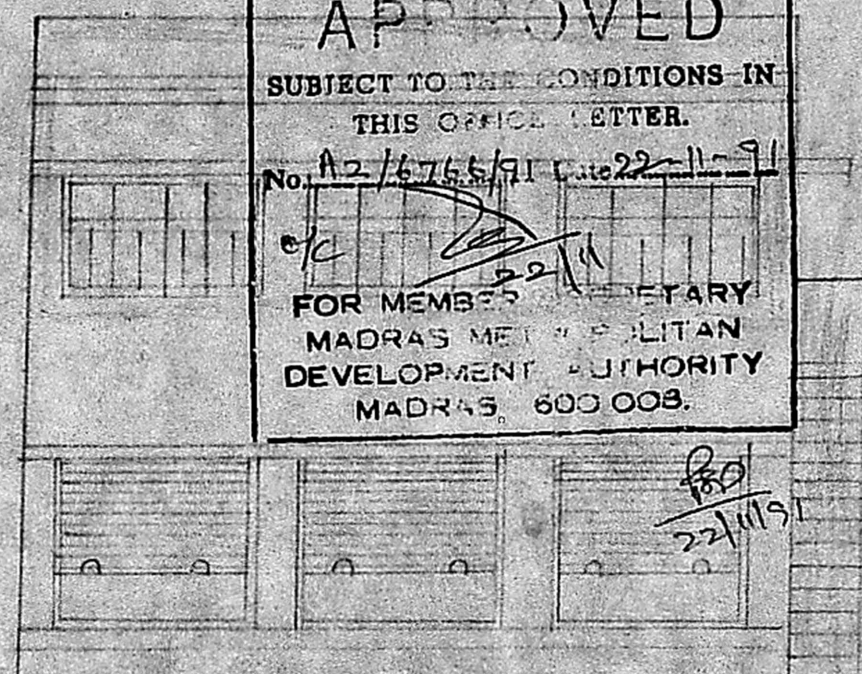 APPROVED
SUBJECT TO THE CONDITIONS IN
THIS OFFICE LETTER.
No. A2/6766/91 Date 22-11-91
22/11
FOR MEMBER SECRETARY
MADRAS METROPOLITAN
DEVELOPMENT AUTHORITY
MADRAS, 600 008.
22/11/91